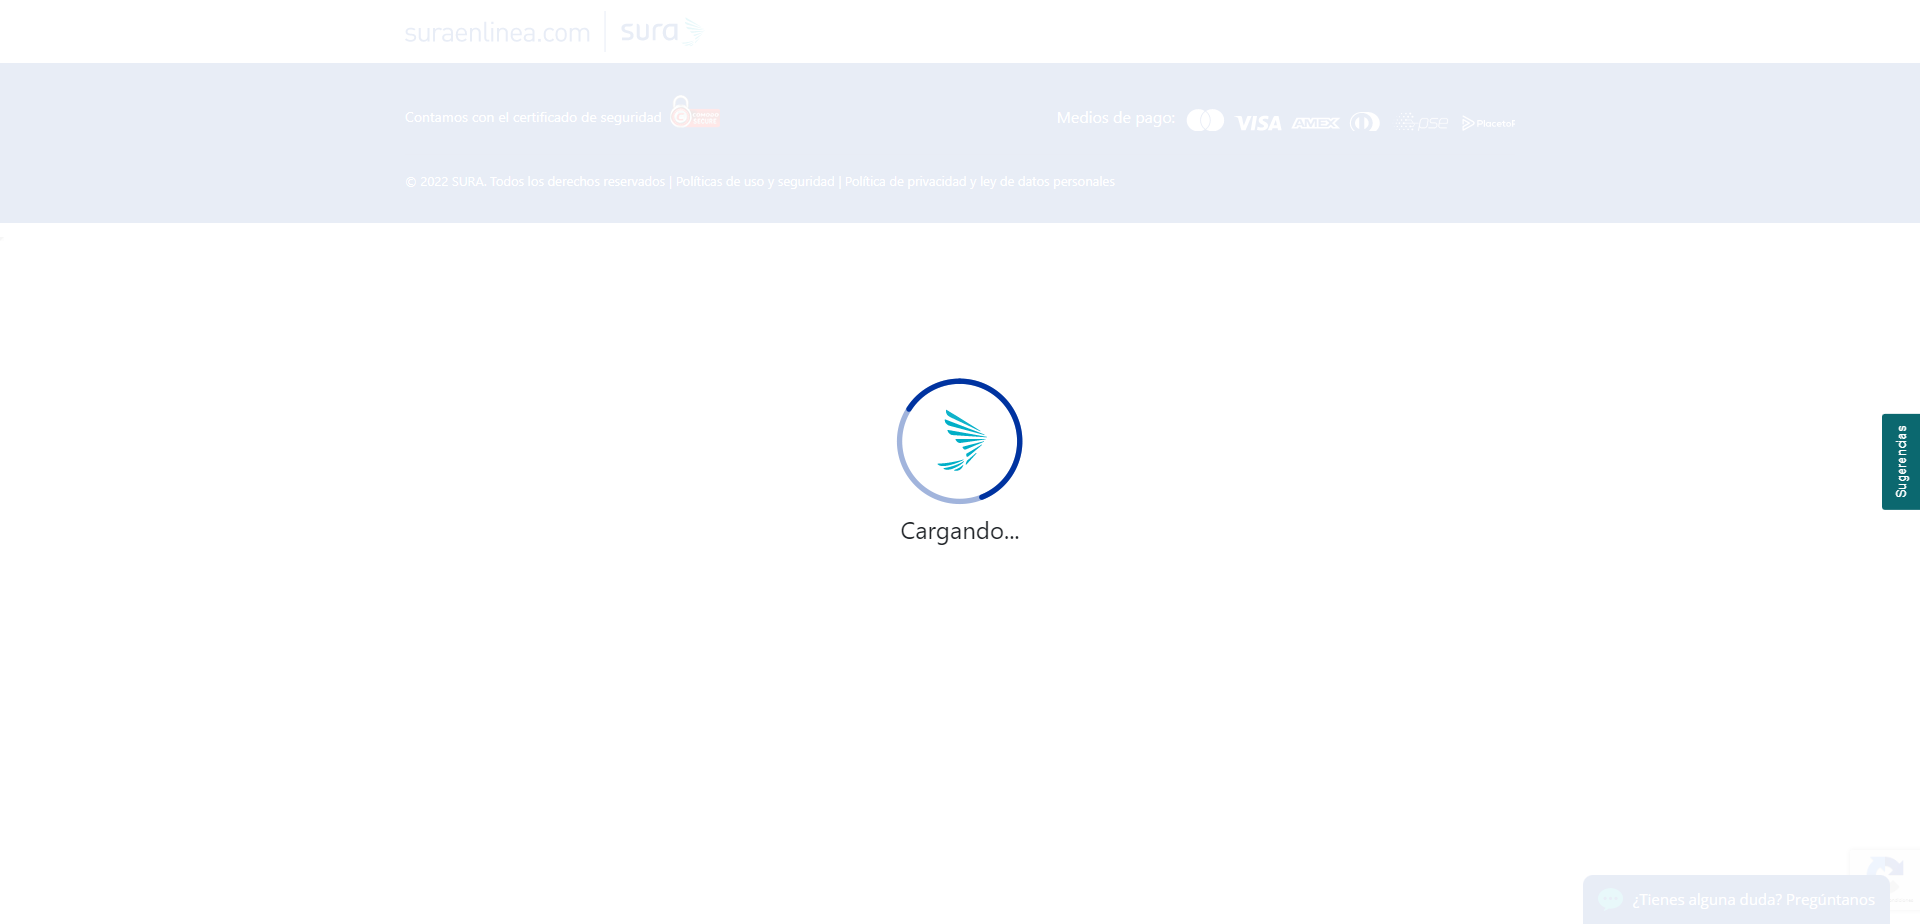 suraenlinea.com
sura
Contamos con el certificado de seguridad
SECURE
Medios de pago:
VISA
AMEX
pse
PlacetoP
© 2022 SURA. Todos los derechos reservados | Políticas de uso y seguridad | Política de privacidad y ley de datos personales
Cargando...
Sugerencias
¿Tienes alguna duda? Pregúntanos